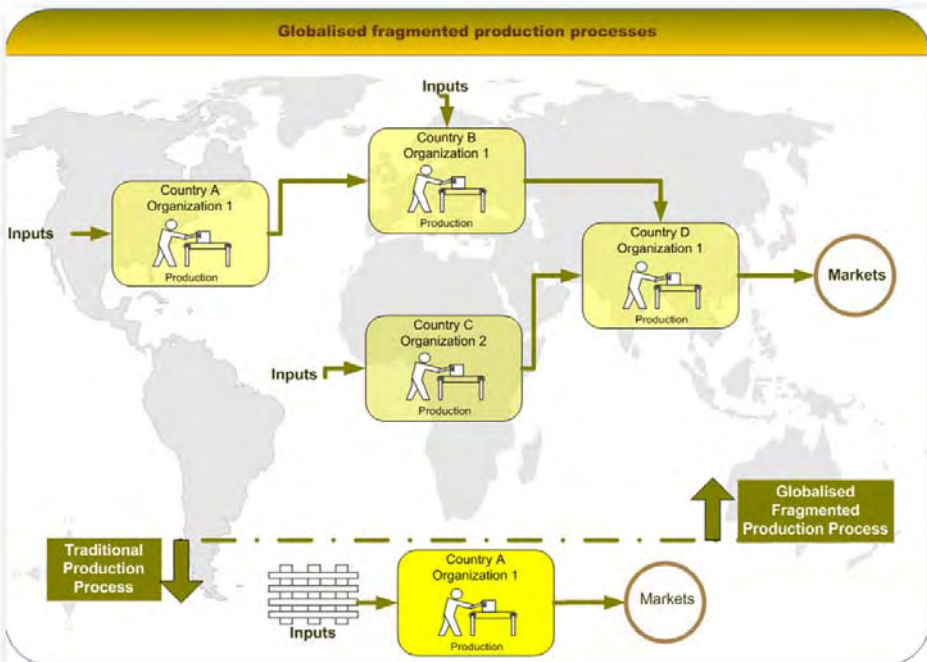 Globalised fragmented production processes
Inputs
Country B
Organization 1
Production
Country A
Organization 1
Production
Inputs
Country D
Organization 1
Production
Markets
Country C
Organization 2
Production
Inputs
Globalised
Fragmented
Production Process
Traditional
Production
Process
Inputs
Country A
Organization 1
Production
Markets